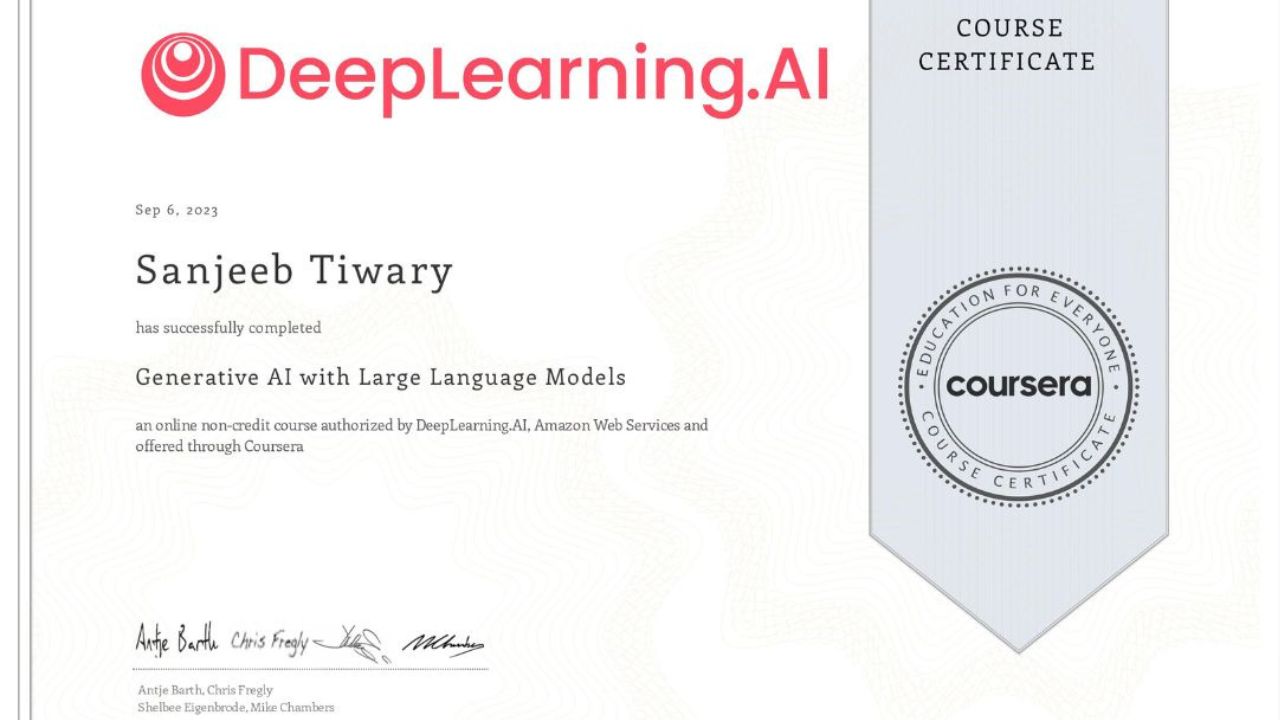 DeepLearning.AI
COURSE
CERTIFICATE
Sep 6, 2023
Sanjeeb Tiwary
has successfully completed
Generative AI with Large Language Models
an online non-credit course authorized by DeepLearning.AI, Amazon Web Services and
offered through Coursera
EDUCATION FOR EVERYONE
coursera
COURSE CERTIFICATE
Antje Barth Chris Fregly
Antje Barth, Chris Fregly
Shelbee Eigenbrode, Mike Chambers